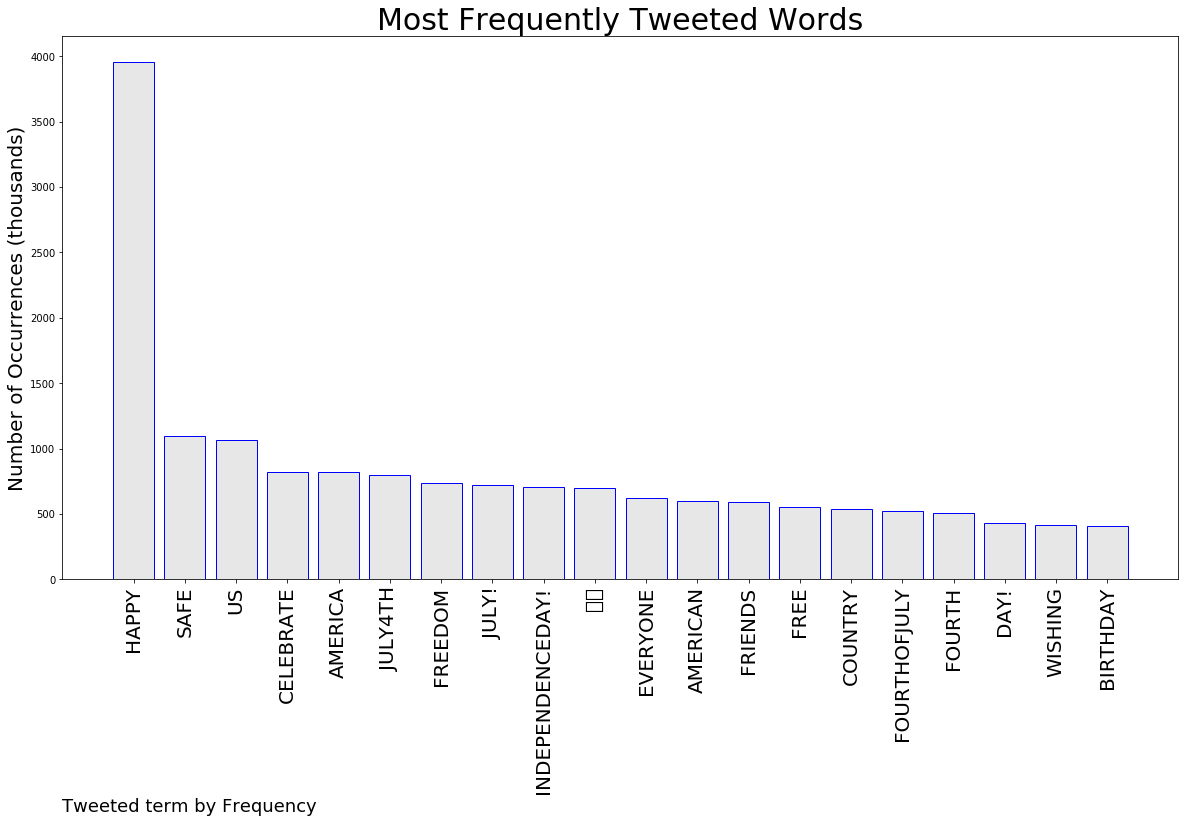 Most Frequently Tweeted Words
Number of Occurrences (thousands)
4000
3500
3000
2500
2000
1500
1000
500
0
HAPPY
SAFE
US
CELEBRATE
AMERICA
JULY4TH
FREEDOM
JULY!
INDEPENDENCEDAY!
EVERYONE
AMERICAN
FRIENDS
FREE
COUNTRY
FOURTHOFJULY
FOURTH
DAY!
WISHING
BIRTHDAY
Tweeted term by Frequency